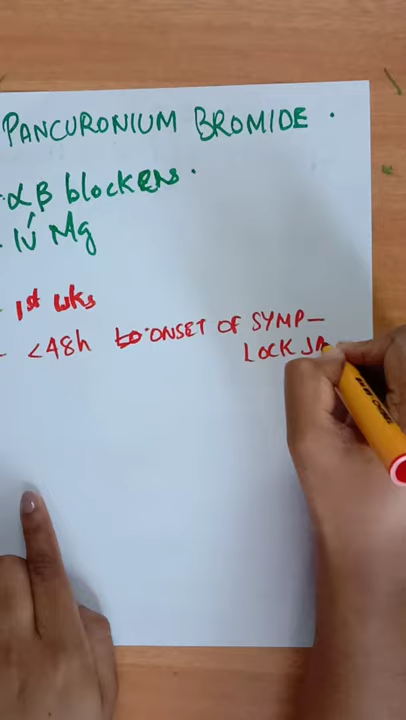 PANCURONIUM BROMIDE.
- αβ blockers.
- IV Mg
- 1st wks
- <48h to ONSET OF SYMP-
LOCK JA